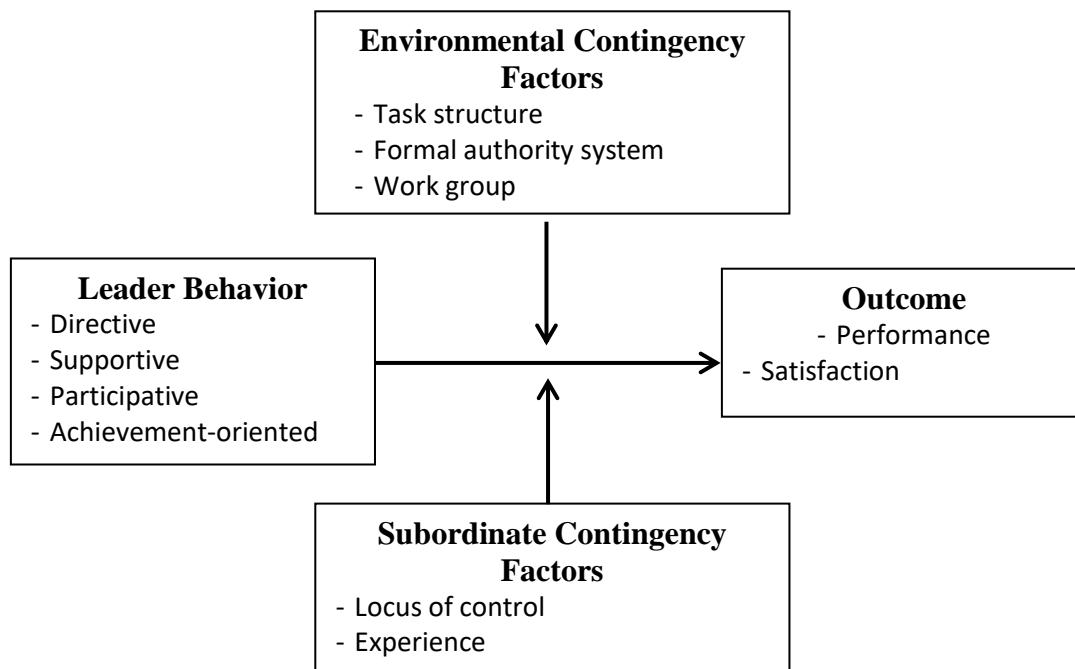 Environmental Contingency
Factors
- Task structure
- Formal authority system
- Work group
Leader Behavior
- Directive
- Supportive
- Participative
- Achievement-oriented
Outcome
- Performance
- Satisfaction
Subordinate Contingency
Factors
- Locus of control
- Experience